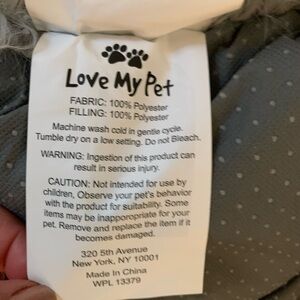 Love My Pet
FABRIC: 100% Polyester
FILLING: 100% Polyester
Machine wash cold in gentle cycle.
Tumble dry on a low setting. Do not Bleach.
WARNING: Ingestion of this product can
result in serious injury.
CAUTION: Not intended for use by
children, Observe your pet's behavior
with the product for suitability. Some
items may be inapporopriate for your
pet. Remove and replace the item if it
becomes damaged.
320 5th Avenue
New York, NY 10001
Made In China
WPL 13379